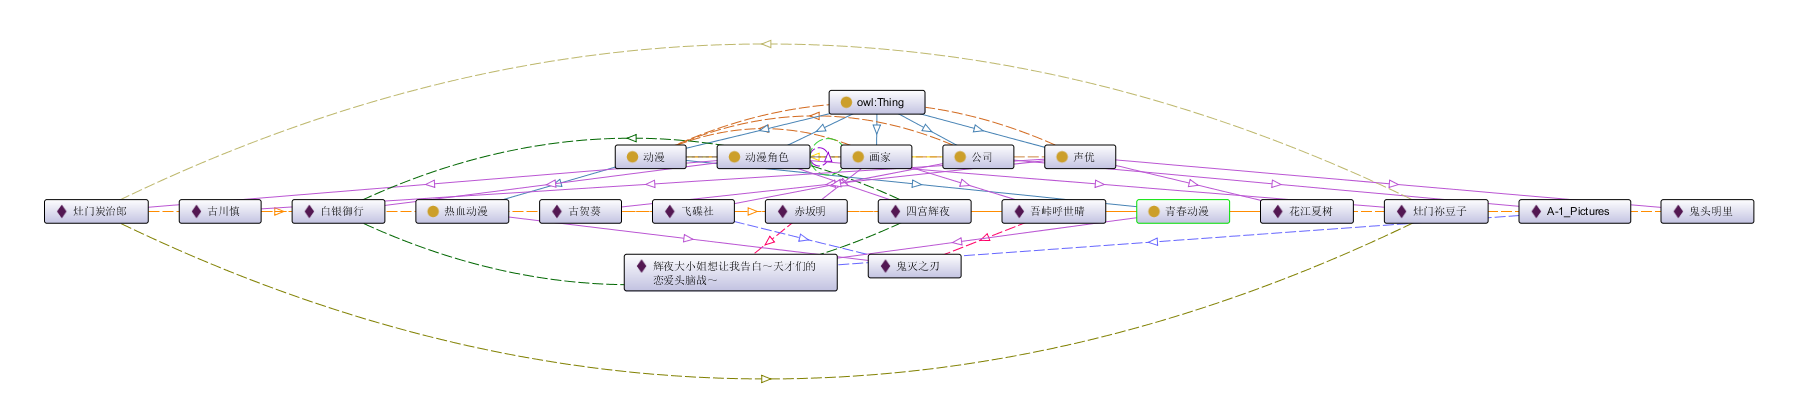 owl:Thing
动漫
动漫角色
画家
公司
声优
灶门炭治郎
古川慎
白银御行
热血动漫
古贺葵
飞碟社
赤坂明
四宫辉夜
吾峠呼世晴
青春动漫
花江夏树
灶门祢豆子
A-1_Pictures
鬼头明里
辉夜大小姐想让我告白～天才们的
恋爱头脑战～
鬼灭之刃